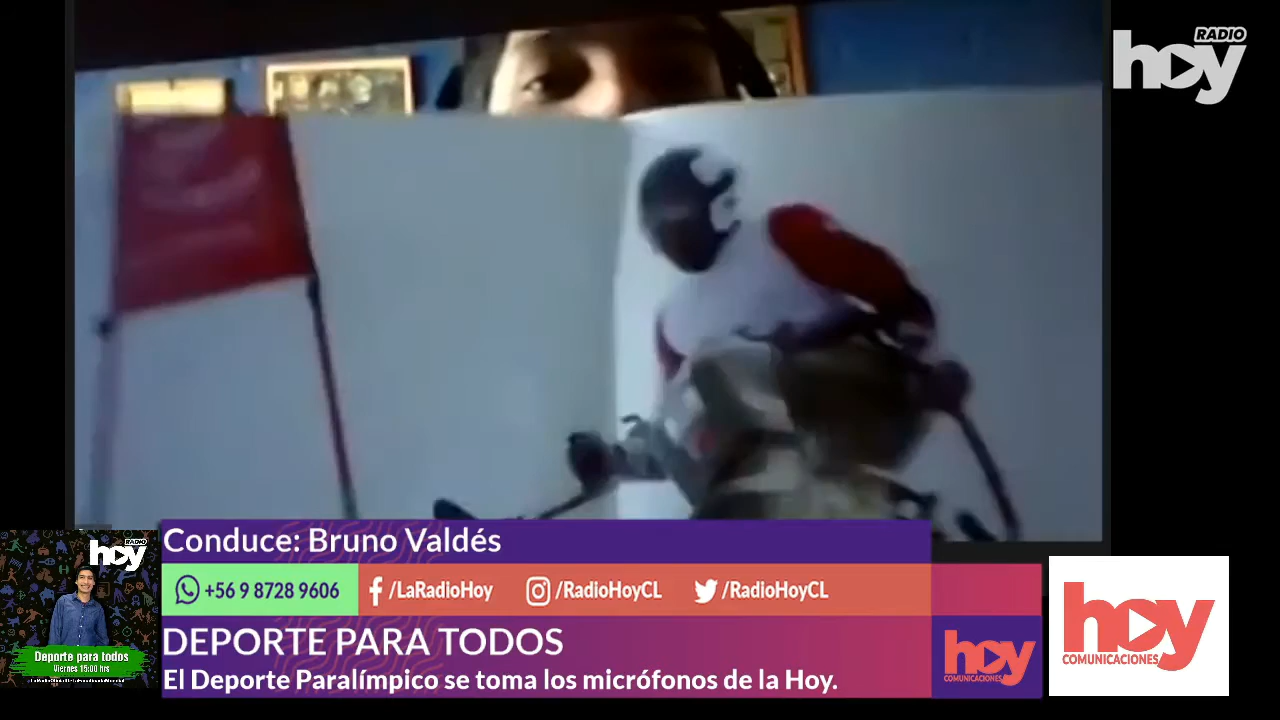 RADIO
hoy
Conduce: Bruno Valdés
+56 9 8728 9606
/LaRadioHoy
/RadioHoyCL
/RadioHoyCL
DEPORTE PARA TODOS
El Deporte Paralímpico se toma los micrófonos de la Hoy.
RADIO
hoy
Deporte para todos
Viernes 15:00 hrs
hoy
COMUNICACIONES
hoy
COMUNICACIONES